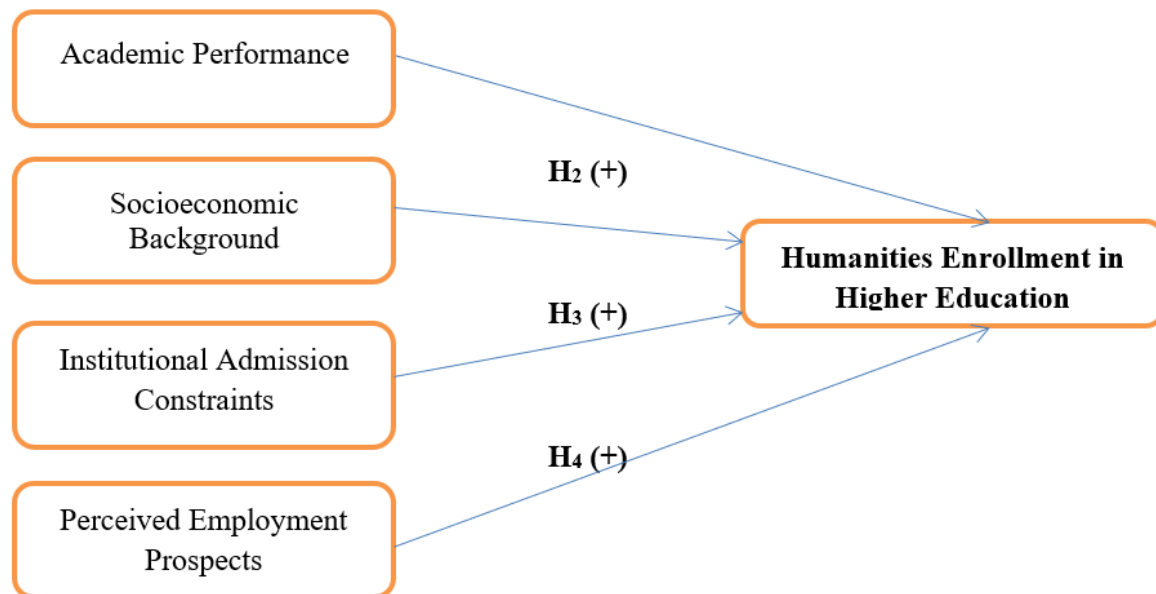 Academic Performance
H₂ (+)
Socioeconomic
Background
Humanities Enrollment in
Higher Education
H₃ (+)
Institutional Admission
Constraints
H₄ (+)
Perceived Employment
Prospects